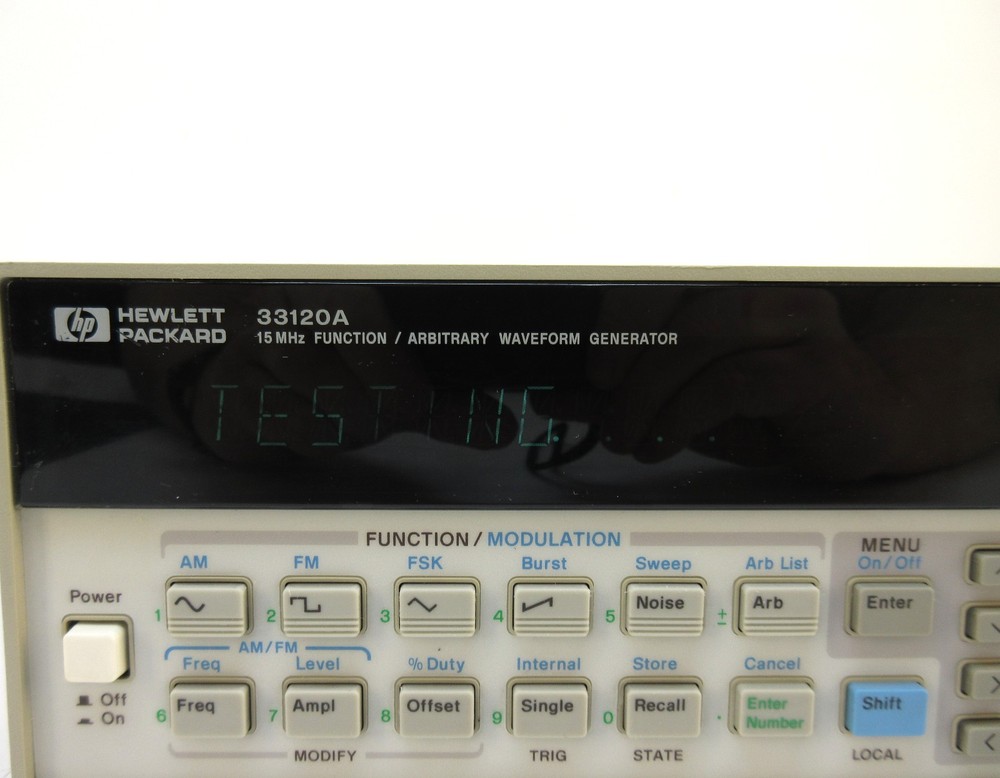 hp HEWLETT PACKARD 33120A
15 MHz FUNCTION / ARBITRARY WAVEFORM GENERATOR
TESTING....
FUNCTION / MODULATION
MENU
AM FM FSK Burst Sweep Arb List On/Off
Power
1 2 3 4 5 Noise ± Arb Enter
AM/FM
Freq Level % Duty Internal Store Cancel
Off
On
6 Freq 7 Ampl 8 Offset 9 Single 0 Recall . Enter Number Shift
MODIFY TRIG STATE LOCAL